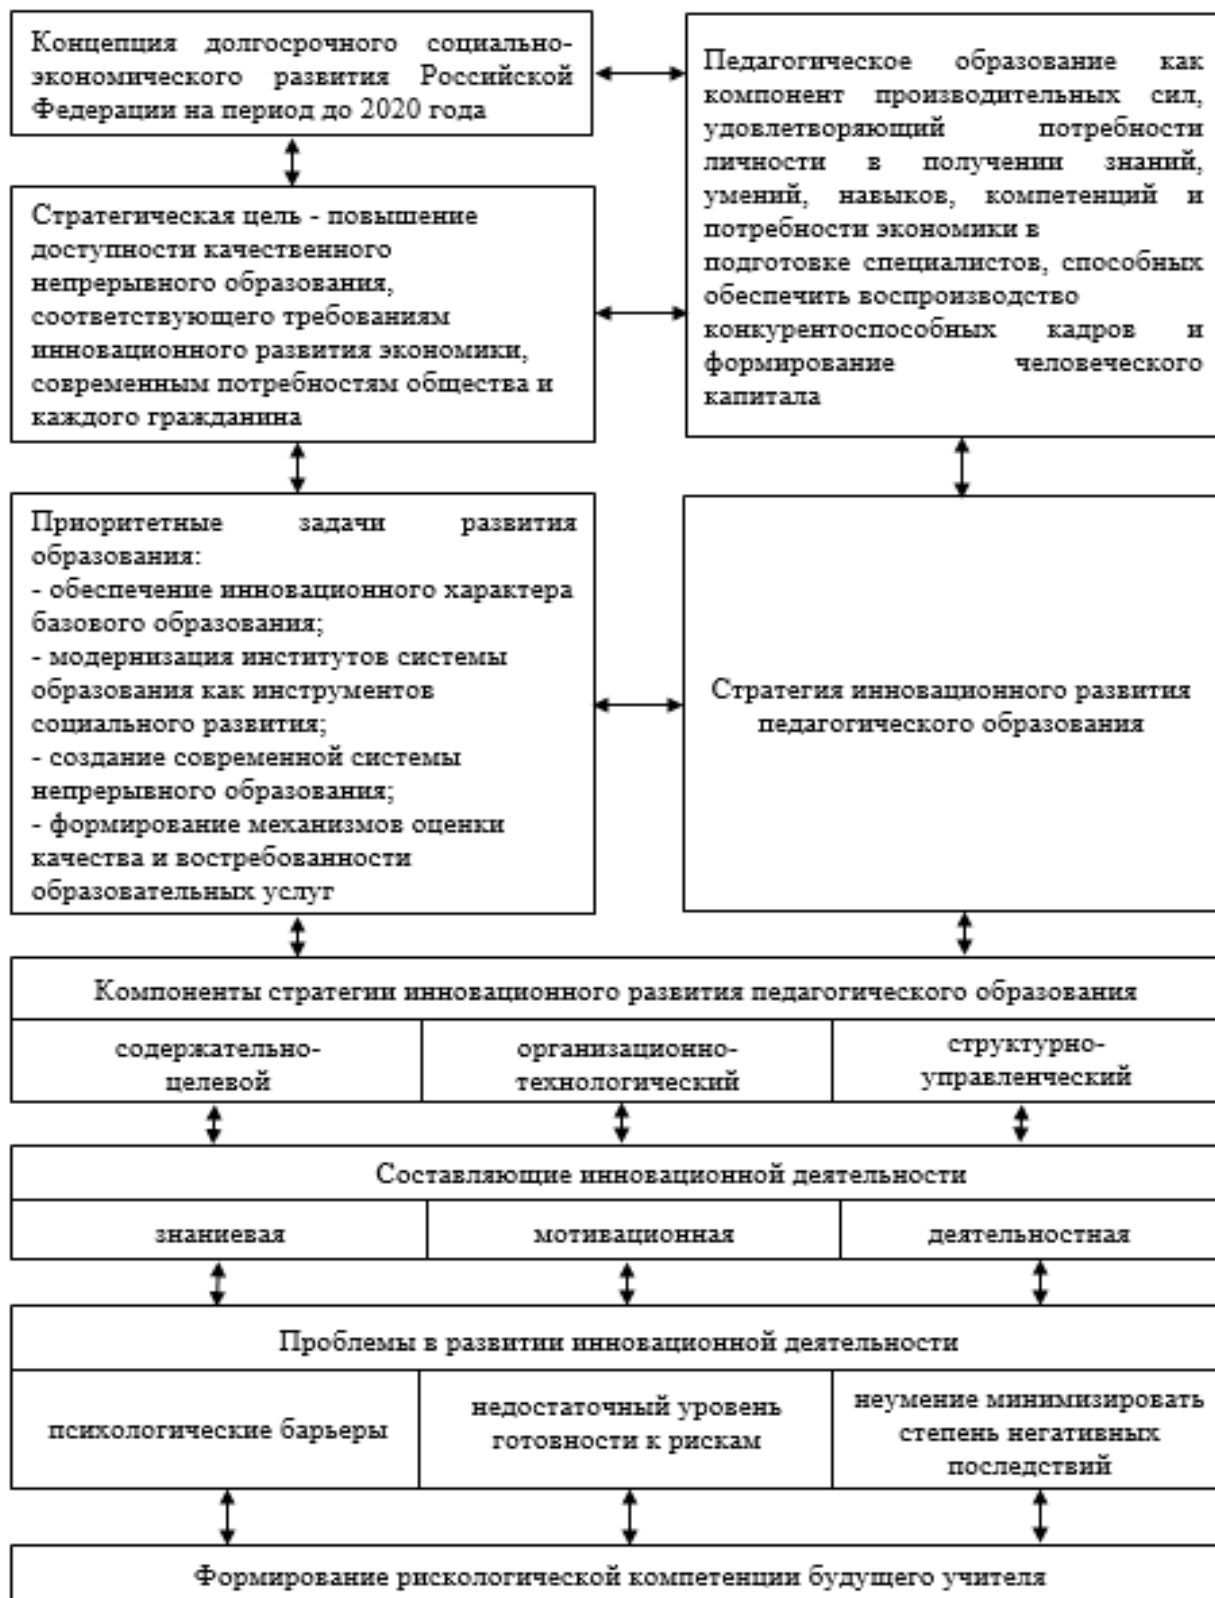 Концепция долгосрочного социально-
экономического развития Российской
Федерации на период до 2020 года
Педагогическое образование как
компонент производительных сил,
удовлетворяющий потребности
личности в получении знаний,
умений, навыков, компетенций и
потребности экономики в
подготовке специалистов, способных
обеспечить воспроизводство
конкурентоспособных кадров и
формирование человеческого
капитала
Стратегическая цель - повышение
доступности качественного
непрерывного образования,
соответствующего требованиям
инновационного развития экономики,
современным потребностям общества и
каждого гражданина
Приоритетные задачи развития
образования:
- обеспечение инновационного характера
базового образования;
- модернизация институтов системы
образования как инструментов
социального развития;
- создание современной системы
непрерывного образования;
- формирование механизмов оценки
качества и востребованности
образовательных услуг
Стратегия инновационного развития
педагогического образования
Компоненты стратегии инновационного развития педагогического образования
содержательно-
целевой
организационно-
технологический
структурно-
управленческий
Составляющие инновационной деятельности
знаниевая
мотивационная
деятельностная
Проблемы в развитии инновационной деятельности
психологические барьеры
недостаточный уровень
готовности к рискам
неумение минимизировать
степень негативных
последствий
Формирование рискологической компетенции будущего учителя